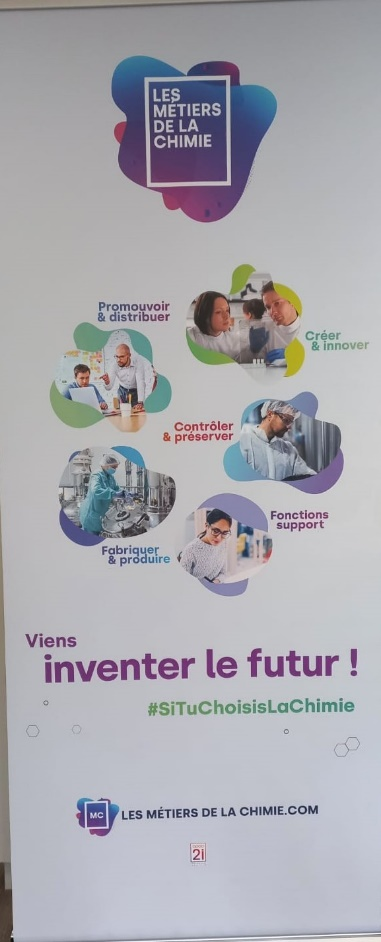 LES
MÉTIERS
DE LA
CHIMIE
Promouvoir
& distribuer
Créer
& innover
Contrôler
& préserver
Fabriquer
& produire
Fonctions
support
Viens
inventer le futur !
#SiTuChoisisLaChimie
MC
LES MÉTIERS DE LA CHIMIE.COM
21